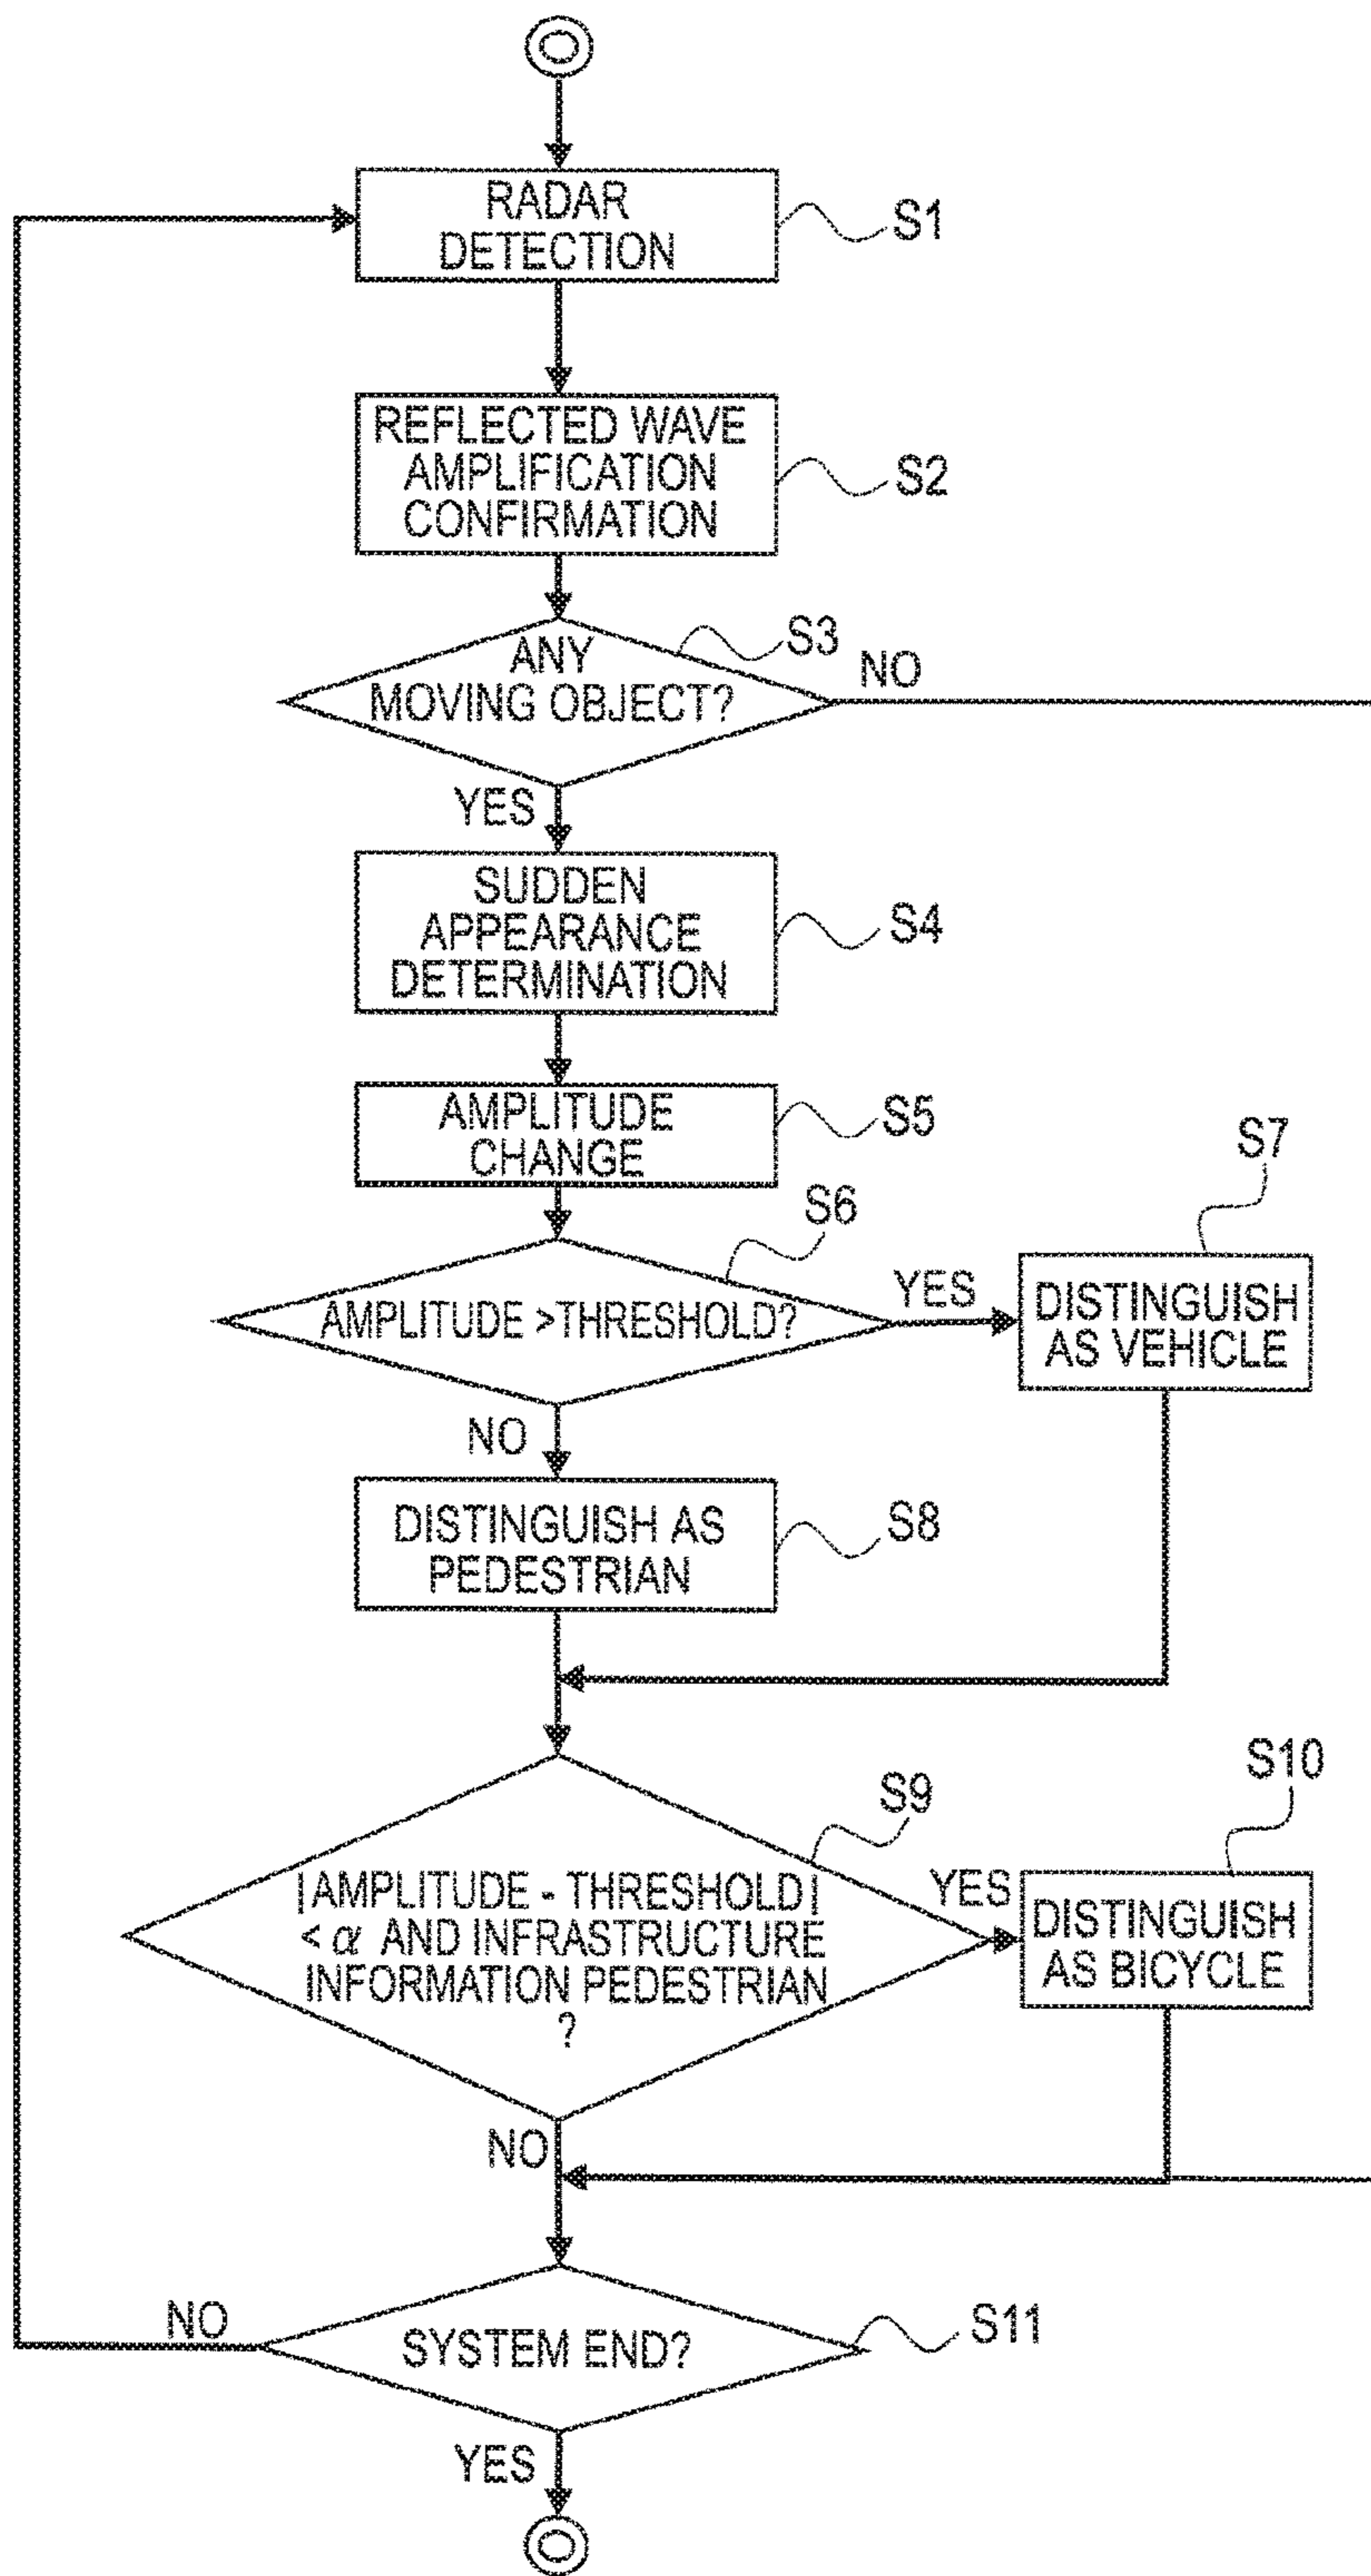 RADAR
DETECTION
S1
REFLECTED WAVE
AMPLIFICATION
CONFIRMATION
S2
S3
ANY
MOVING OBJECT?
NO
YES
SUDDEN
APPEARANCE
DETERMINATION
S4
AMPLITUDE
CHANGE
S5
S6
S7
AMPLITUDE >THRESHOLD?
YES
DISTINGUISH
AS VEHICLE
NO
DISTINGUISH AS
PEDESTRIAN
S8
S9
S10
|AMPLITUDE - THRESHOLD|
< α AND INFRASTRUCTURE
INFORMATION PEDESTRIAN
?
YES
DISTINGUISH
AS BICYCLE
NO
NO
SYSTEM END?
S11
YES